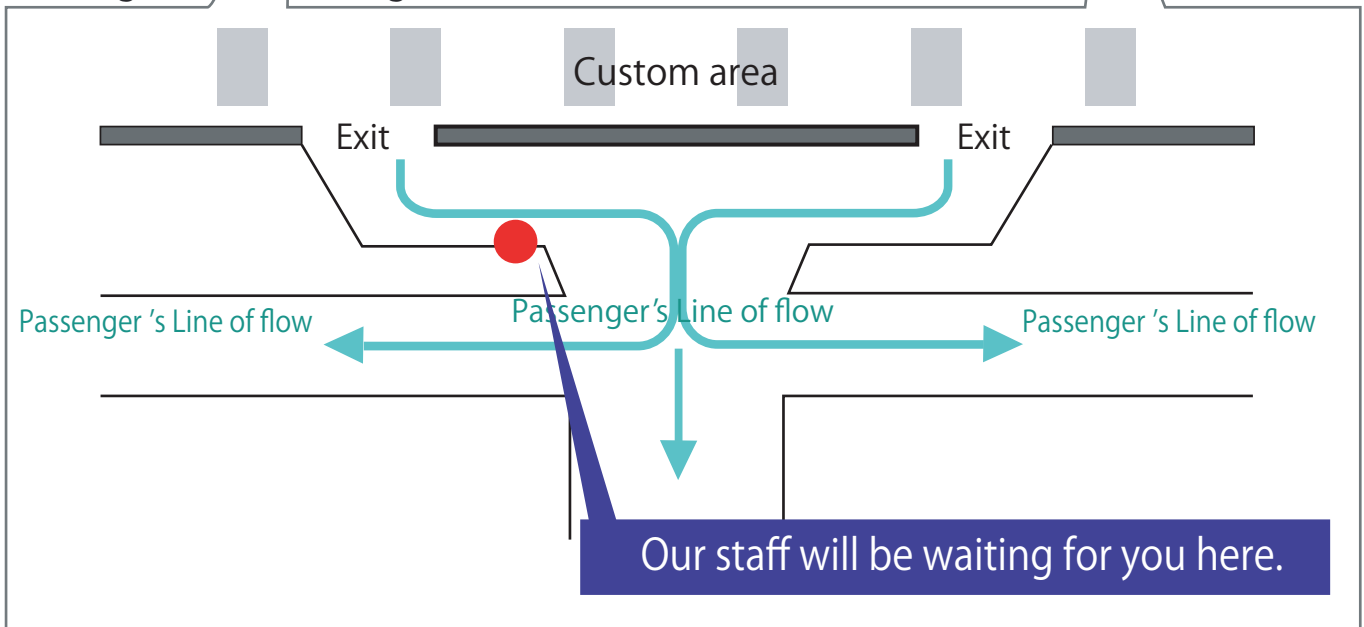 Custom area
Exit
Exit
Passenger 's Line of flow
Passenger's Line of flow
Passenger 's Line of flow
Our staff will be waiting for you here.